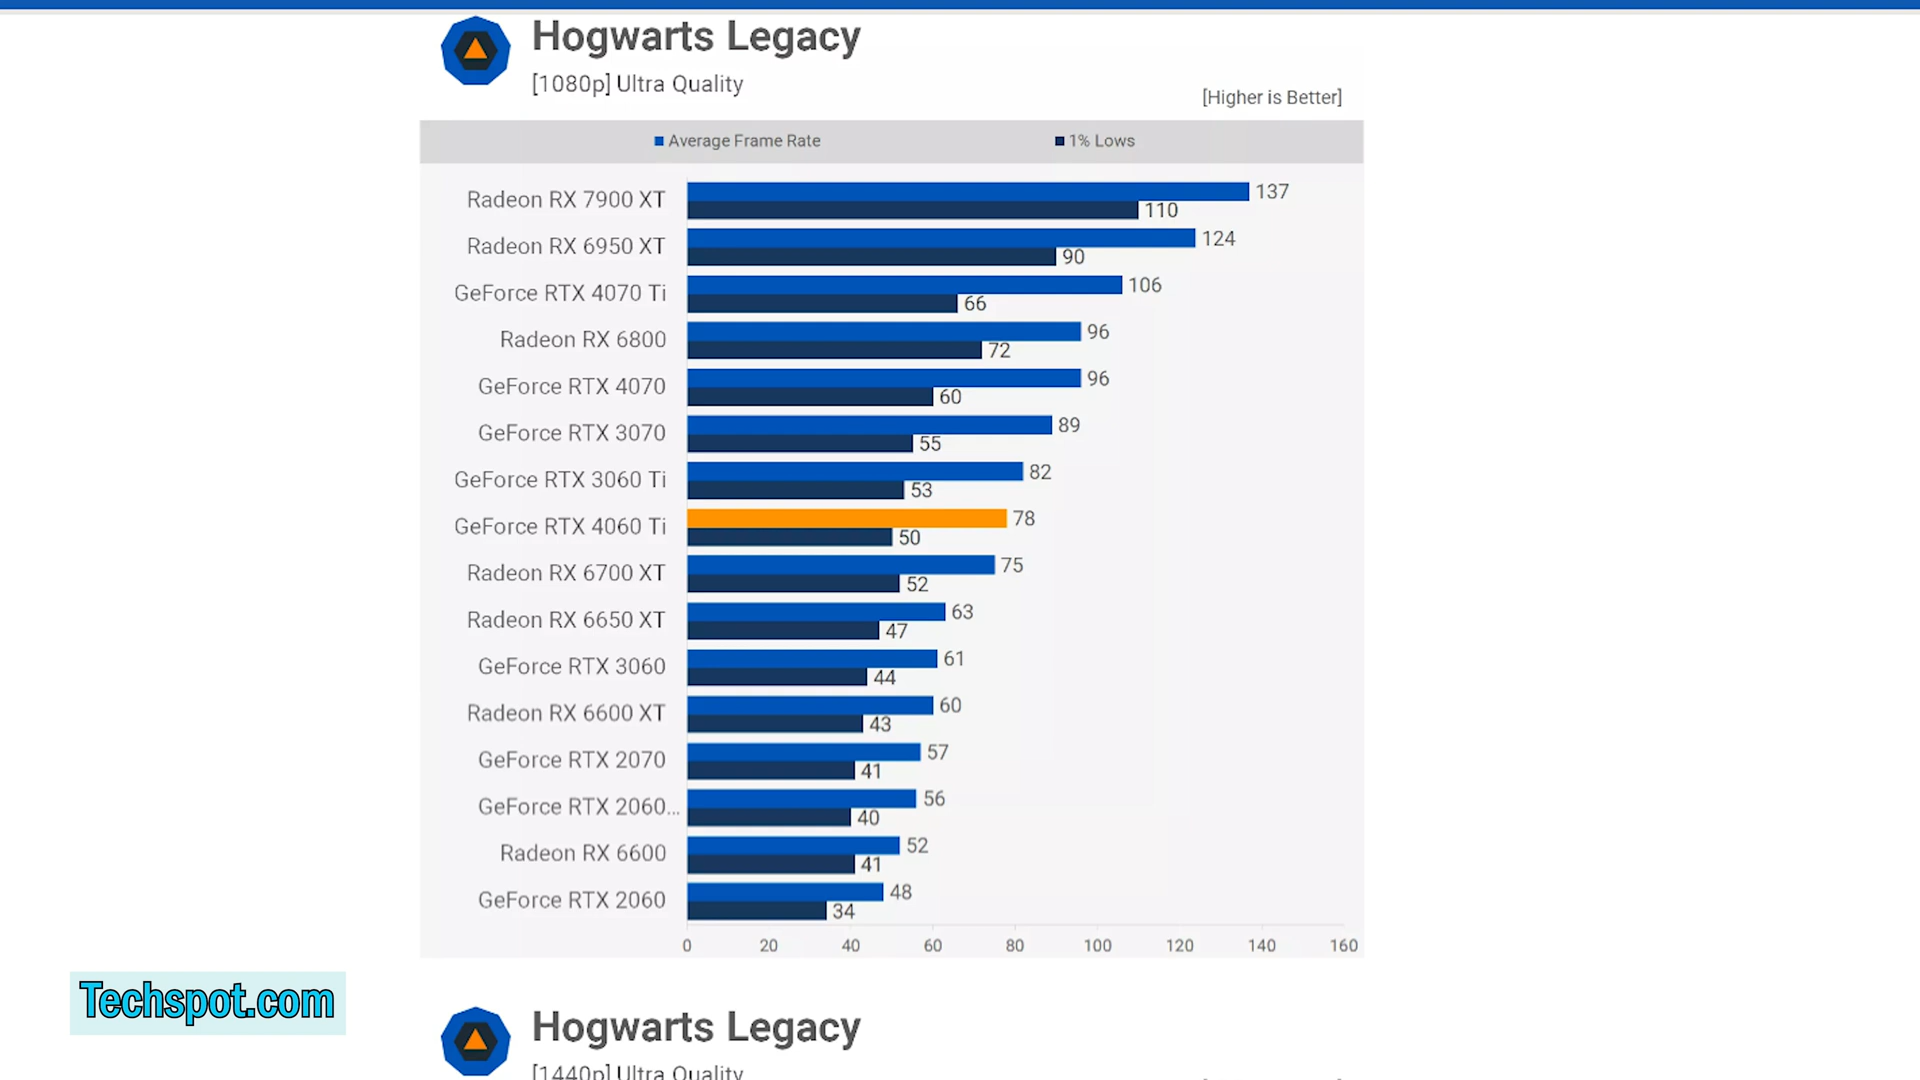 Hogwarts Legacy
[1080p] Ultra Quality
[Higher is Better]
Average Frame Rate
1% Lows
Radeon RX 7900 XT
137
110
Radeon RX 6950 XT
124
90
GeForce RTX 4070 Ti
106
66
Radeon RX 6800
96
72
GeForce RTX 4070
96
60
GeForce RTX 3070
89
55
GeForce RTX 3060 Ti
82
53
GeForce RTX 4060 Ti
78
50
Radeon RX 6700 XT
75
52
Radeon RX 6650 XT
63
47
GeForce RTX 3060
61
44
Radeon RX 6600 XT
60
43
GeForce RTX 2070
57
41
GeForce RTX 2060...
56
40
Radeon RX 6600
52
41
GeForce RTX 2060
48
34
0 20 40 60 80 100 120 140 160
Techspot.com
Hogwarts Legacy
[1440p] Ultra Quality